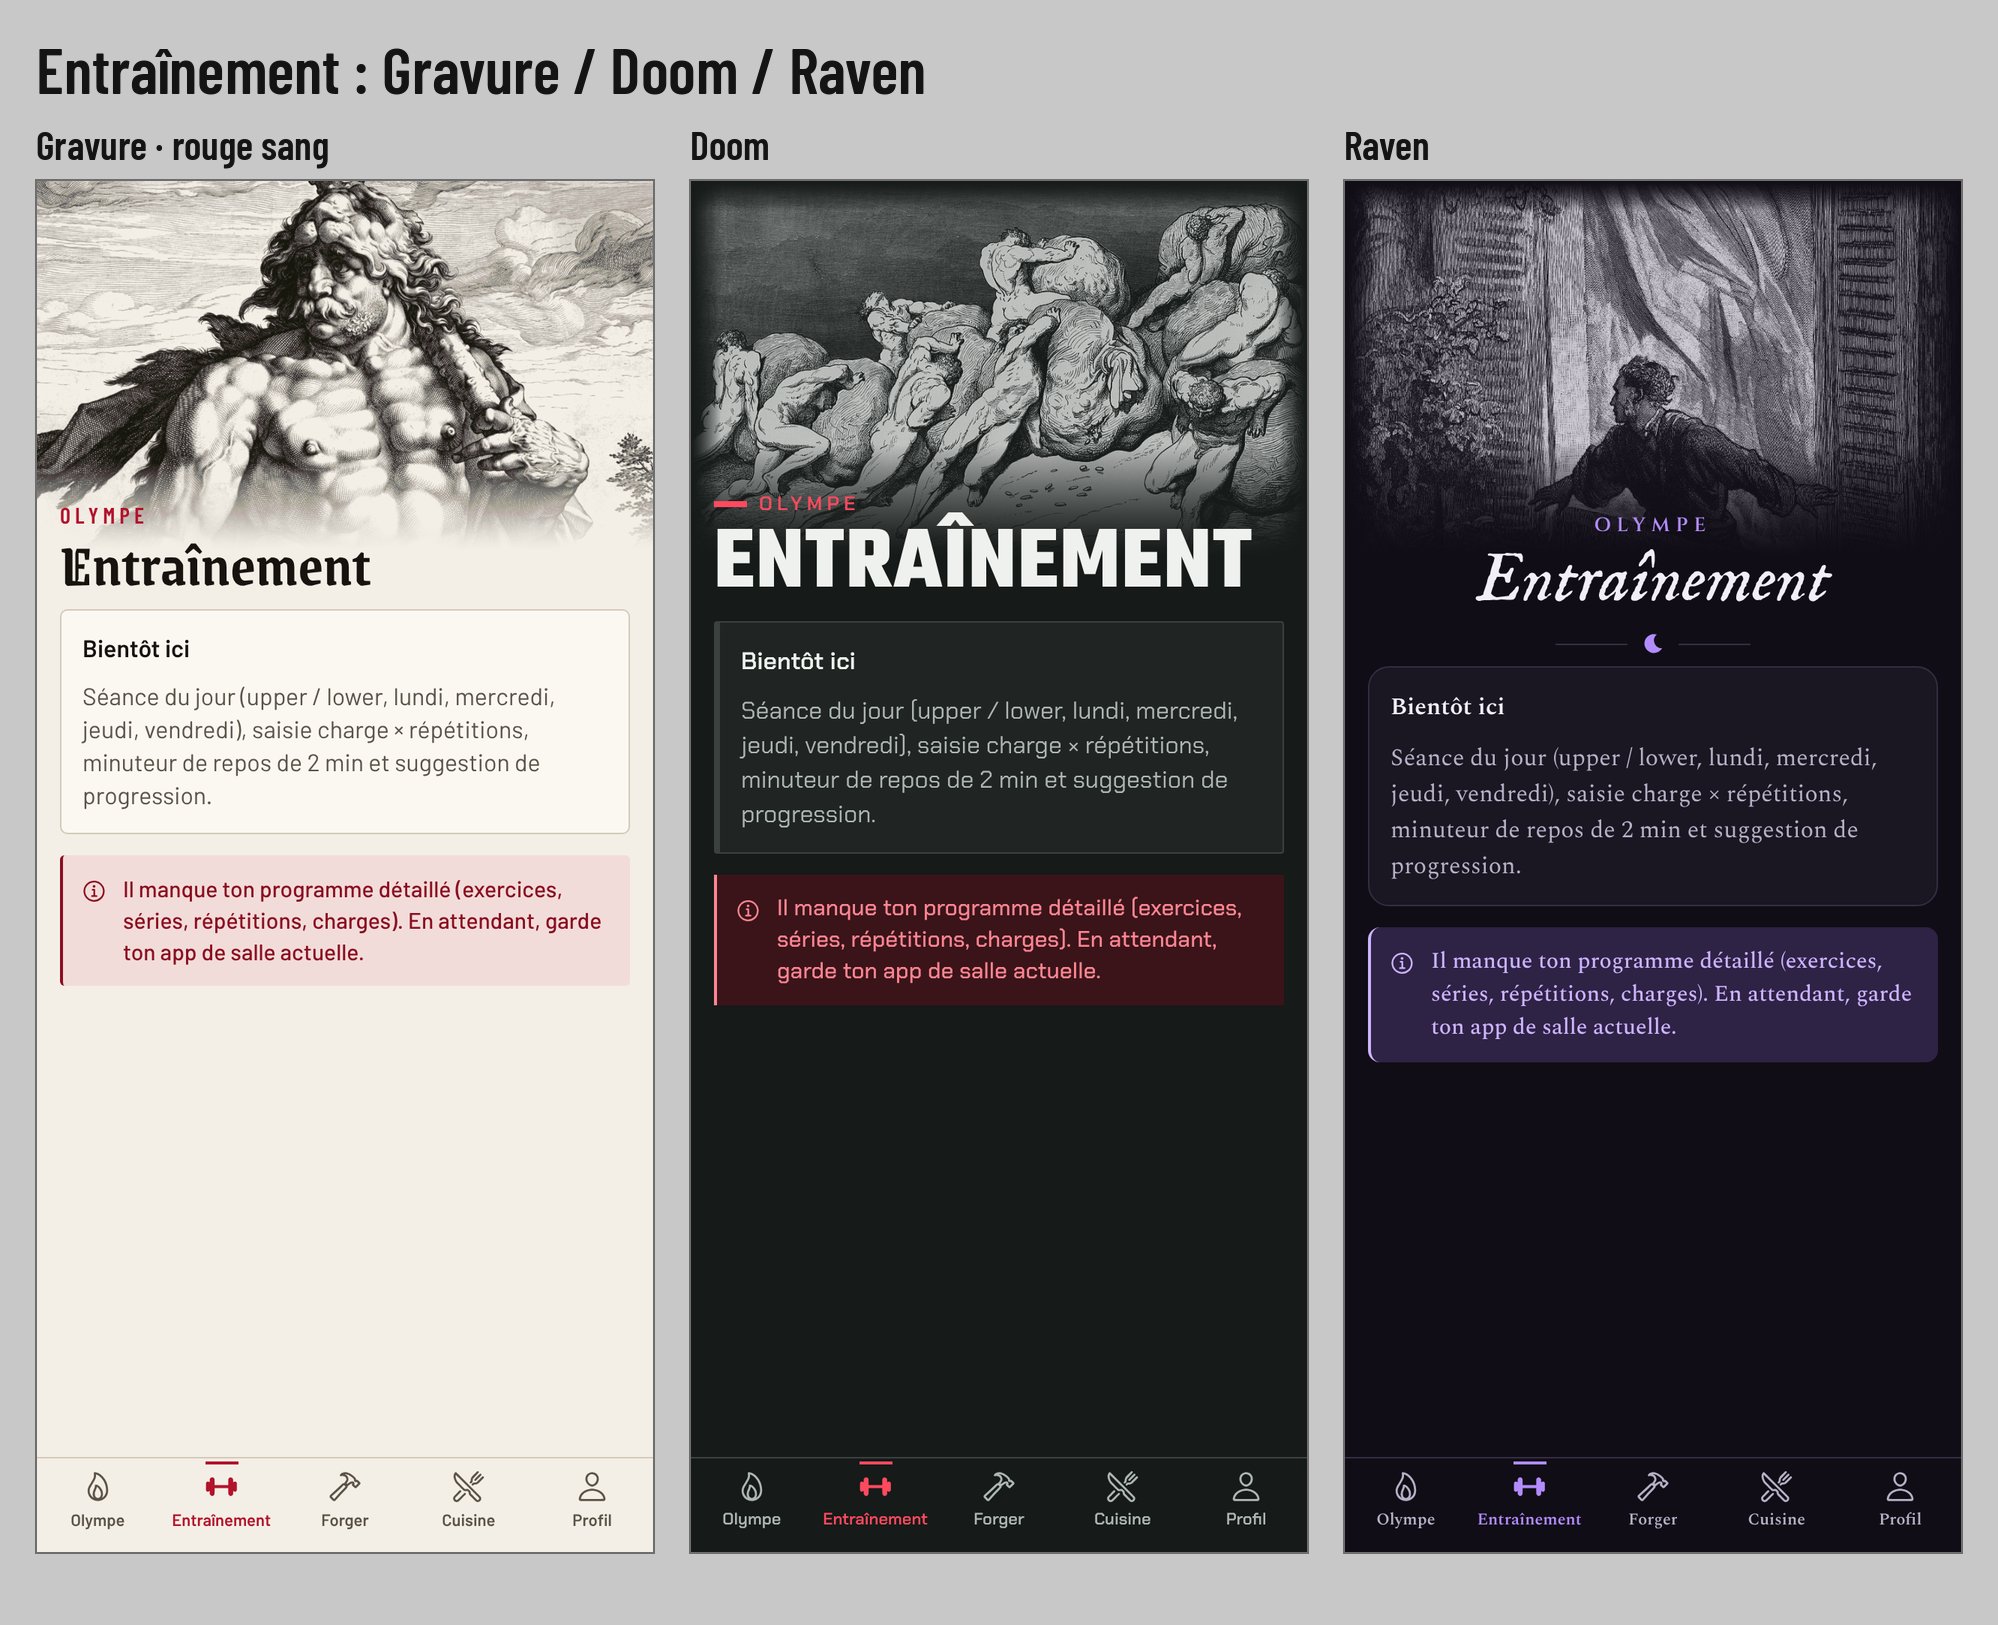 Entraînement : Gravure / Doom / Raven
Gravure · rouge sang
OLYMPE
Entraînement
Bientôt ici
Séance du jour (upper / lower, lundi, mercredi,
jeudi, vendredi), saisie charge × répétitions,
minuteur de repos de 2 min et suggestion de
progression.
Il manque ton programme détaillé (exercices,
séries, répétitions, charges). En attendant, garde
ton app de salle actuelle.
Olympe
Entraînement
Forger
Cuisine
Profil
Doom
OLYMPE
ENTRAÎNEMENT
Bientôt ici
Séance du jour (upper / lower, lundi, mercredi,
jeudi, vendredi), saisie charge × répétitions,
minuteur de repos de 2 min et suggestion de
progression.
Il manque ton programme détaillé (exercices,
séries, répétitions, charges). En attendant,
garde ton app de salle actuelle.
Olympe
Entraînement
Forger
Cuisine
Profil
Raven
OLYMPE
Entraînement
Bientôt ici
Séance du jour (upper / lower, lundi, mercredi,
jeudi, vendredi), saisie charge × répétitions,
minuteur de repos de 2 min et suggestion de
progression.
Il manque ton programme détaillé (exercices,
séries, répétitions, charges). En attendant, garde
ton app de salle actuelle.
Olympe
Entraînement
Forger
Cuisine
Profil